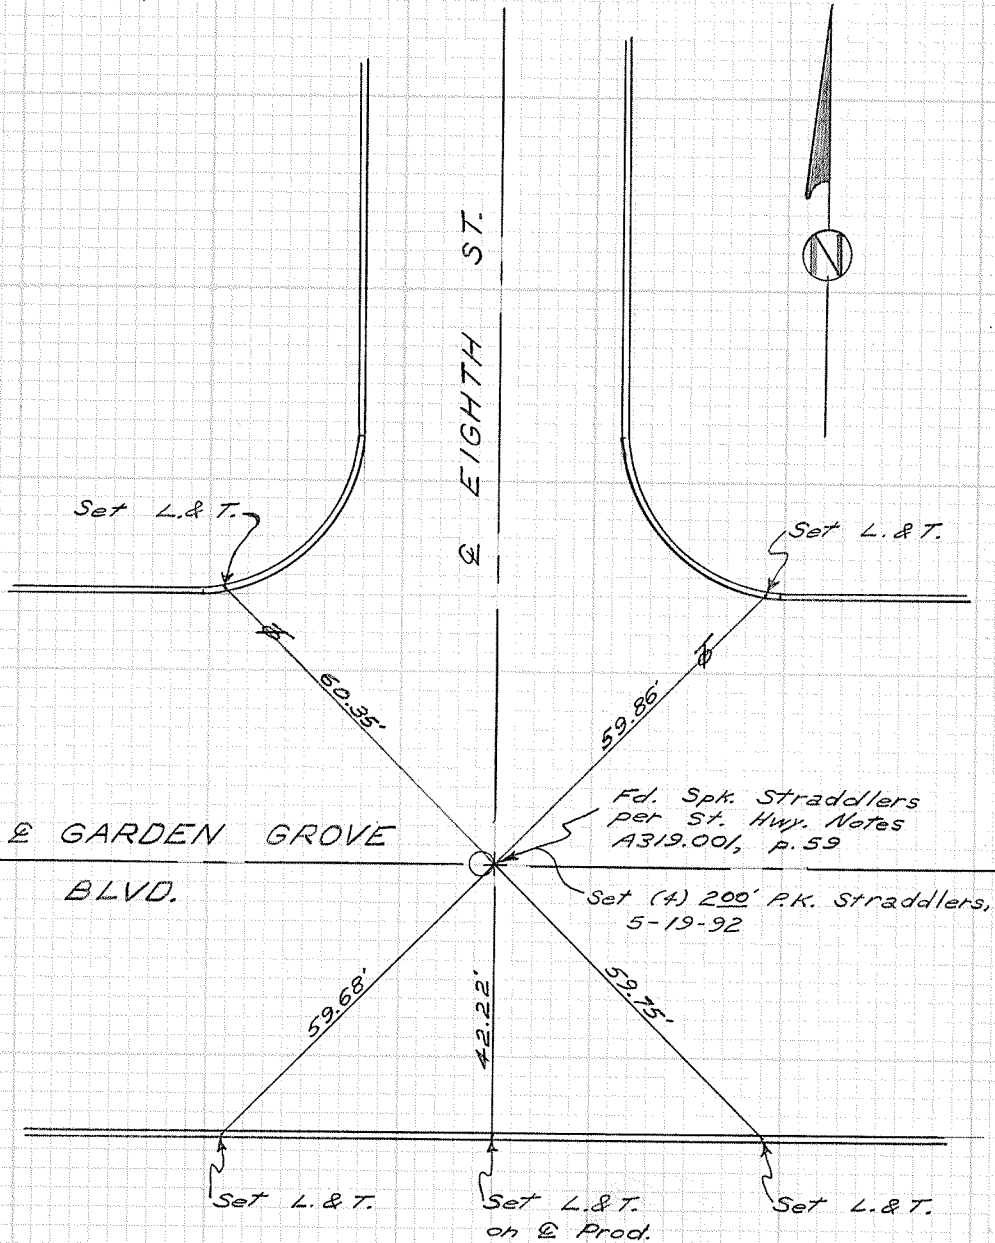 ℄ EIGHTH ST.
N
Set L.& T.
Set L.& T.
60.35'
59.86'
Fd. Spk. Straddlers
per St. Hwy. Notes
A319.001, p.59
℄ GARDEN GROVE
BLVD.
Set (4) 2.00' P.K. Straddlers,
5-19-92
59.68'
42.22'
59.75'
Set L.& T.
Set L.& T.
on ℄ Prod.
Set L.& T.